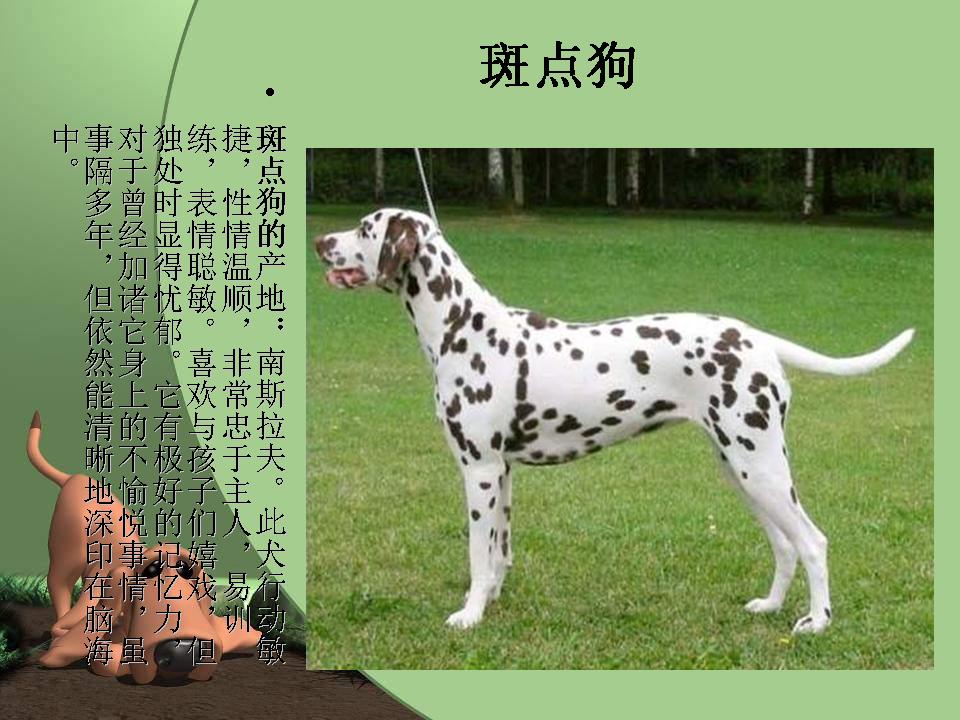 斑点狗
•
斑点狗的产地：南斯拉夫。此犬行动敏
捷，性情温顺，非常忠于主人，易训
练，表情聪敏。喜欢与孩子们嬉戏，但
独处时显得忧郁。它有极好的记忆力，
对于曾经加诸它身上的不愉悦事情，虽
事隔多年，但依然能清晰地深印在脑海
中。